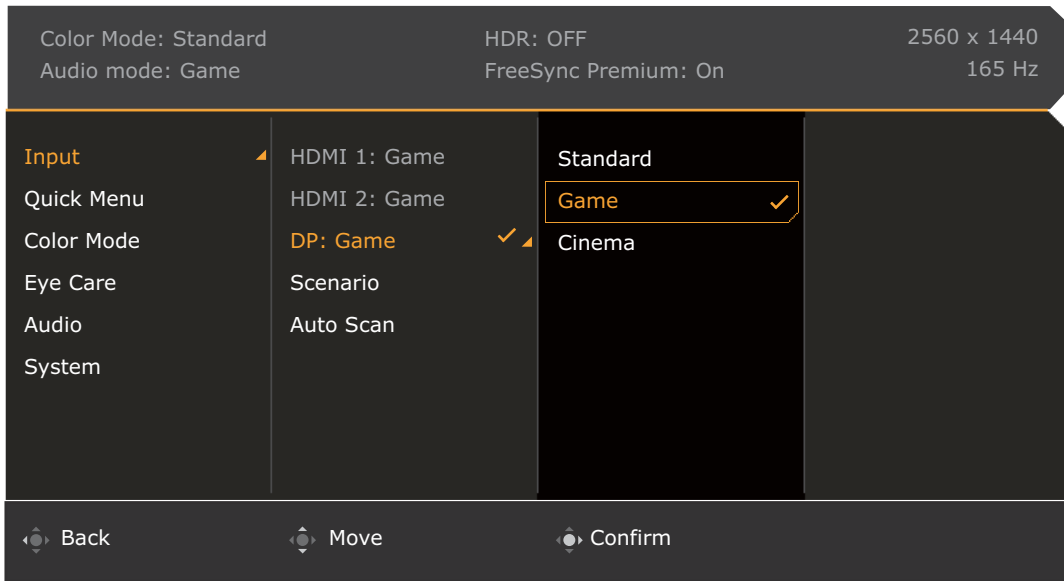 Color Mode: Standard
Audio mode: Game
HDR: OFF
FreeSync Premium: On
2560 x 1440
165 Hz
Input
Quick Menu
Color Mode
Eye Care
Audio
System
HDMI 1: Game
HDMI 2: Game
DP: Game
Scenario
Auto Scan
Standard
Game
Cinema
Back
Move
Confirm